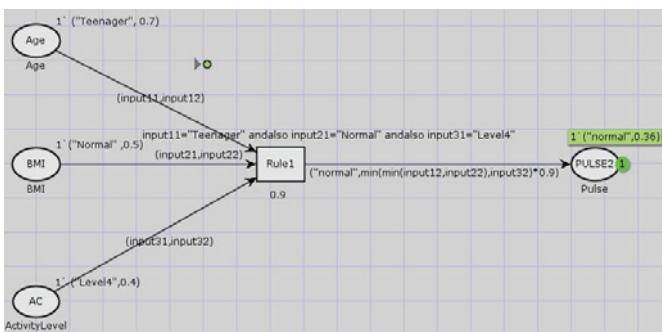 1` ("Teenager", 0.7)
Age
Age
(input11,input12)
input11="Teenager" andalso input21="Normal" andalso input31="Level4"
1`("Normal" ,0.5)
(input21,input22)
BMI
BMI
Rule1
0.9
("normal",min(min(input12,input22),input32)*0.9)
1`("normal",0.36)
PULSE2
1
Pulse
(input31,input32)
1` ("Level4",0.4)
AC
ActivityLevel